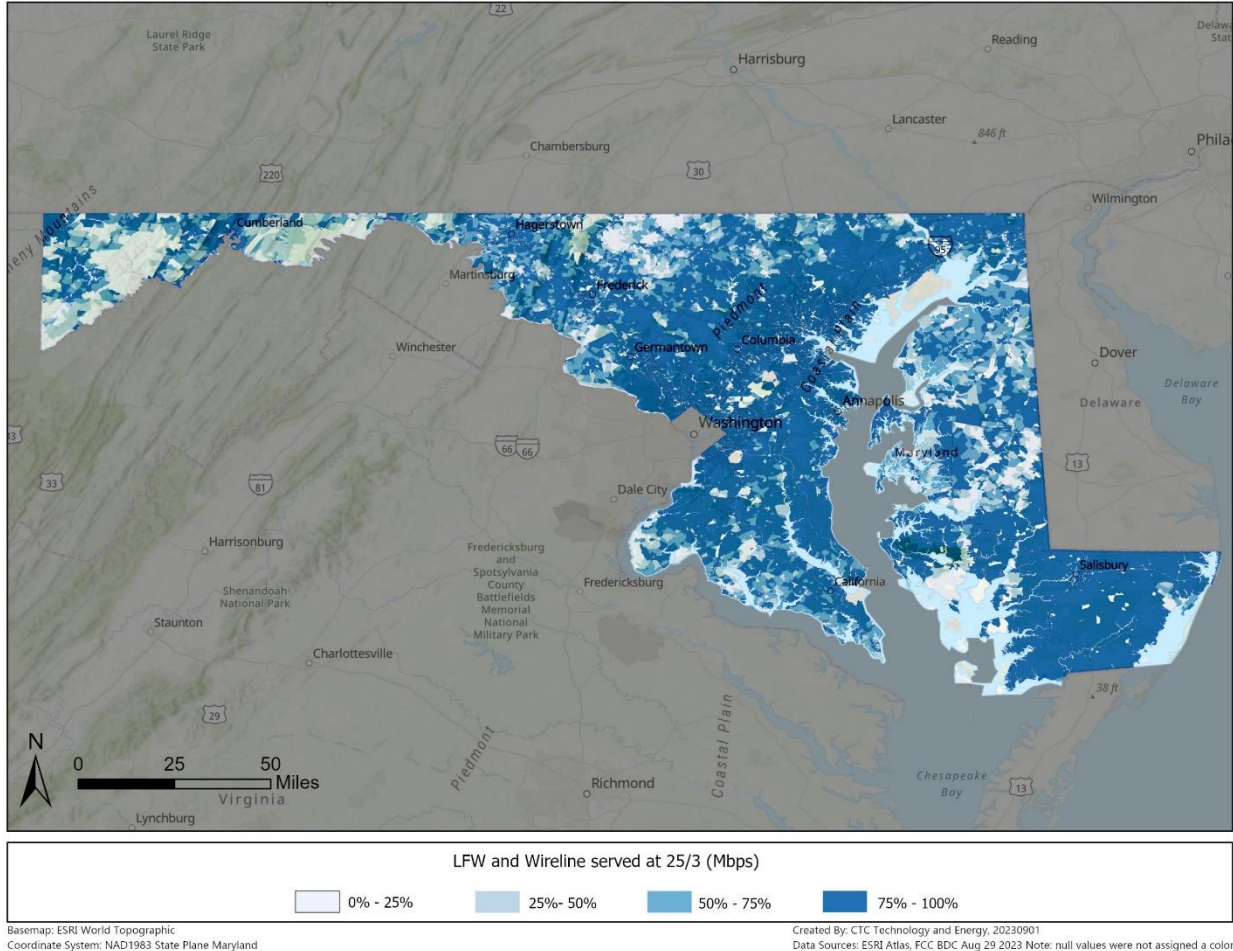 22
Laurel Ridge
State Park
Reading
Harrisburg
Lancaster
846 ft
Chambersburg
30
220
Wilmington
Cumberland
Hagerstown
95
Martinsburg
Frederick
Piedmont
Winchester
Germantown
Columbia
Coastal Plain
Dover
Delaware
Bay
Annapolis
Delaware
Washington
66
66
Maryland
13
33
81
Dale City
Harrisonburg
Fredericksburg
and
Spotsylvania
County
Battlefields
Memorial
National
Military Park
Fredericksburg
Salisbury
California
Shenandoah
National Park
Staunton
Charlottesville
38 ft
29
N
0 25 50
Miles
Virginia
Piedmont
Coastal Plain
Richmond
Chesapeake
Bay
13
Lynchburg
LFW and Wireline served at 25/3 (Mbps)
0% - 25% 25%- 50% 50% - 75% 75% - 100%
Basemap: ESRI World Topographic
Created By: CTC Technology and Energy, 20230901
Coordinate System: NAD1983 State Plane Maryland
Data Sources: ESRI Atlas, FCC BDC Aug 29 2023 Note: null values were not assigned a color